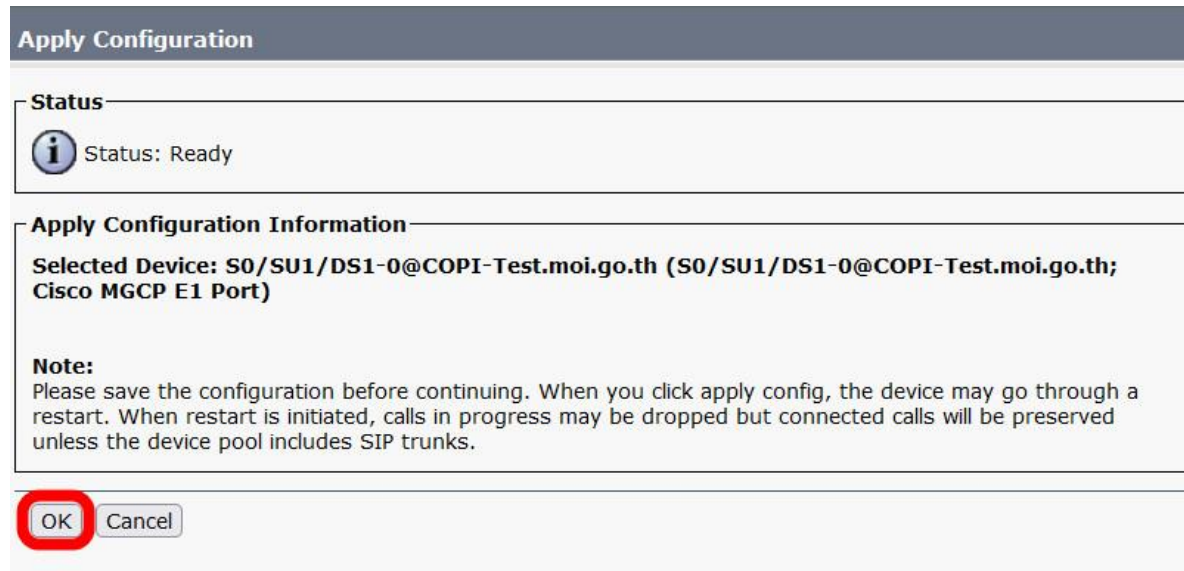 Apply Configuration
Status
Status: Ready
Apply Configuration Information
Selected Device: S0/SU1/DS1-0@COPI-Test.moi.go.th (S0/SU1/DS1-0@COPI-Test.moi.go.th;
Cisco MGCP E1 Port)
Note:
Please save the configuration before continuing. When you click apply config, the device may go through a
restart. When restart is initiated, calls in progress may be dropped but connected calls will be preserved
unless the device pool includes SIP trunks.
OK Cancel